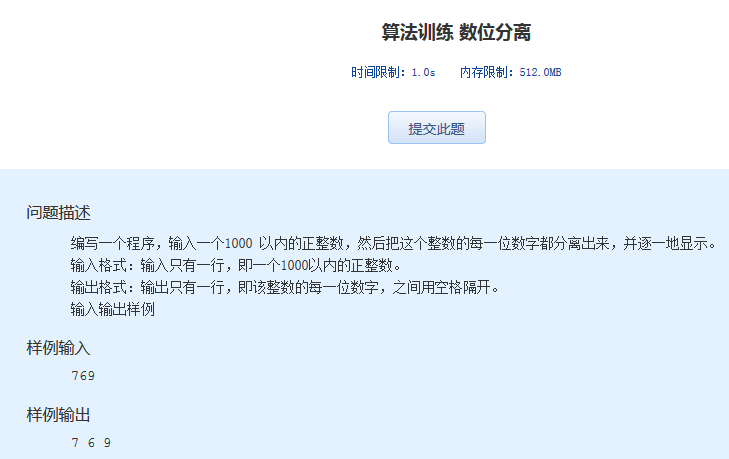 算法训练 数位分离
时间限制：1.0s 内存限制：512.0MB
提交此题
问题描述
编写一个程序，输入一个1000 以内的正整数，然后把这个整数的每一位数字都分离出来，并逐一地显示。
输入格式：输入只有一行，即一个1000以内的正整数。
输出格式：输出只有一行，即该整数的每一位数字，之间用空格隔开。
输入输出样例
样例输入
769
样例输出
7 6 9